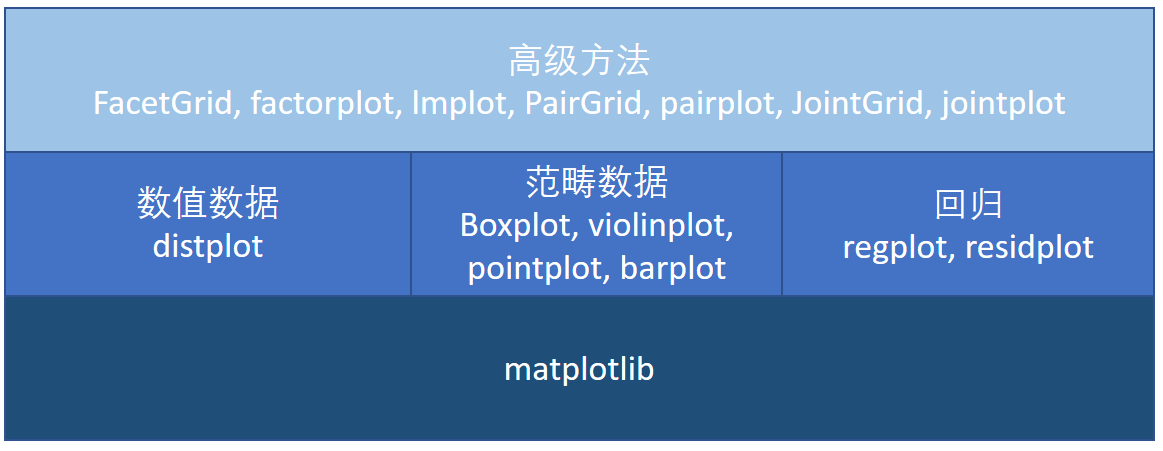 高级方法
FacetGrid, factorplot, lmplot, PairGrid, pairplot, JointGrid, jointplot
数值数据
distplot
范畴数据
Boxplot, violinplot,
pointplot, barplot
回归
regplot, residplot
matplotlib